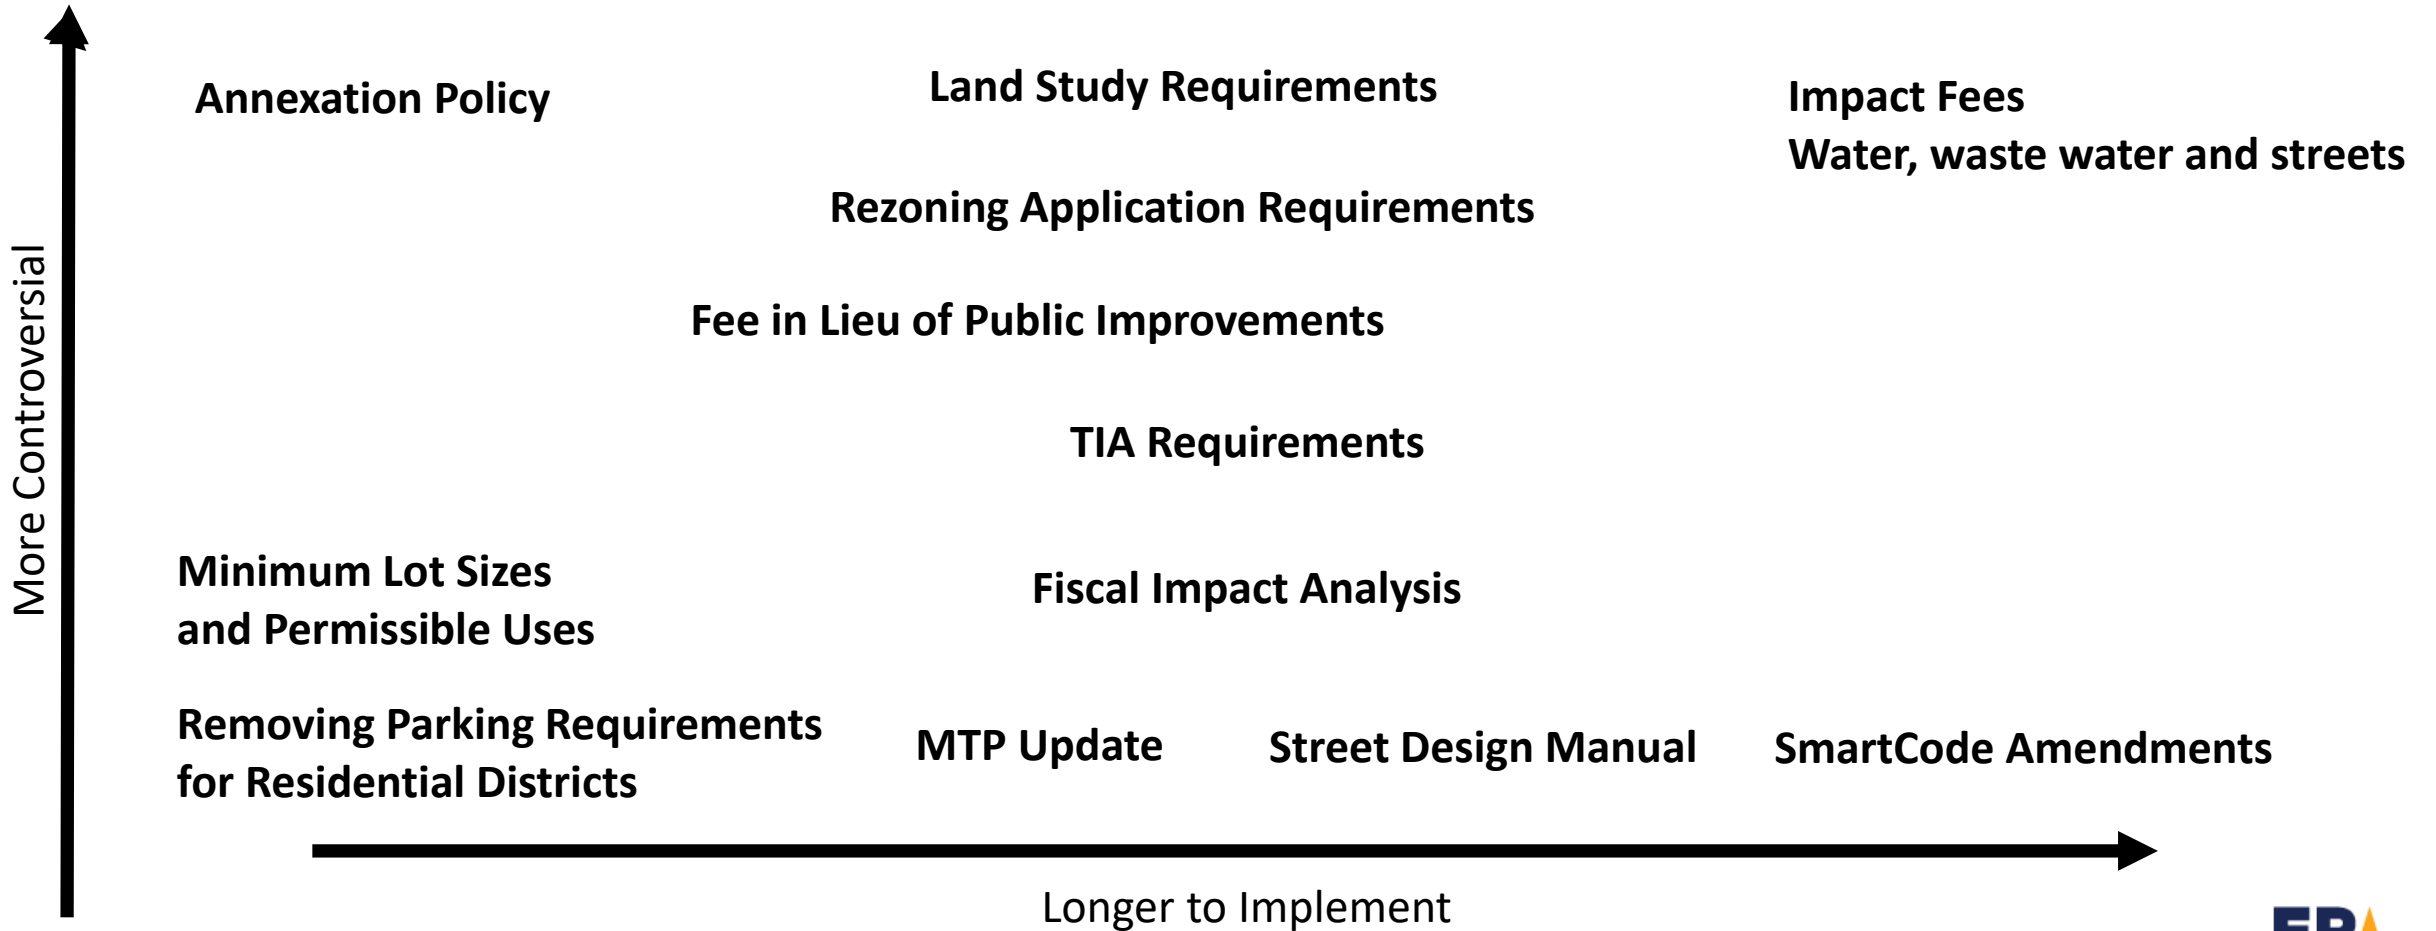 Annexation Policy
Land Study Requirements
Impact Fees
Water, waste water and streets
Rezoning Application Requirements
Fee in Lieu of Public Improvements
More Controversial
TIA Requirements
Minimum Lot Sizes
and Permissible Uses
Fiscal Impact Analysis
Removing Parking Requirements
for Residential Districts
MTP Update
Street Design Manual
SmartCode Amendments
Longer to Implement